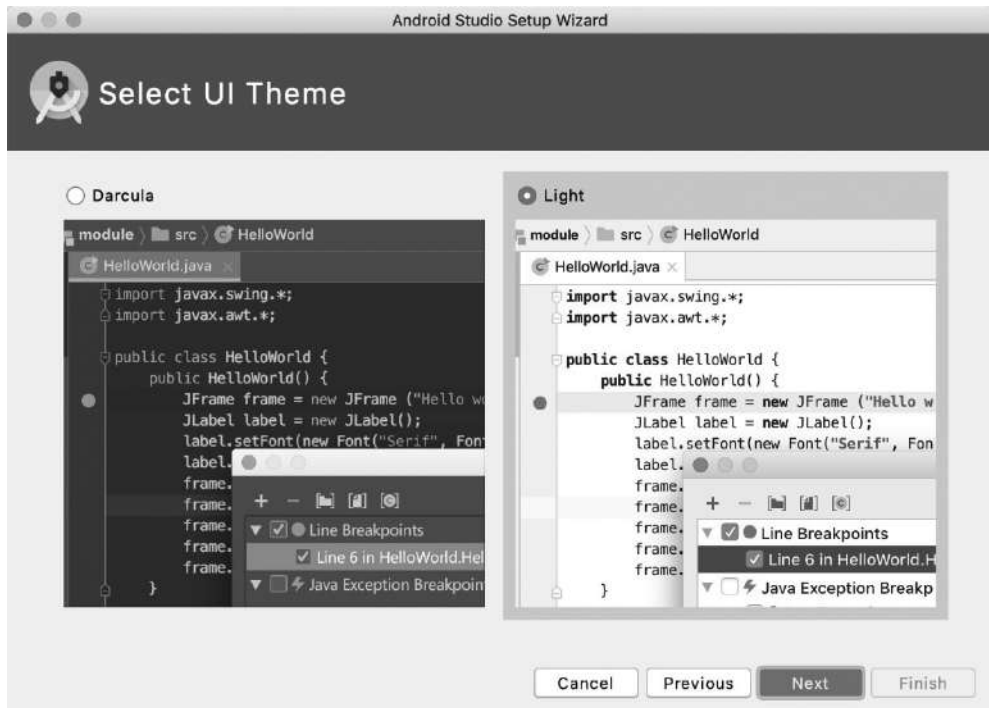 Android Studio Setup Wizard
Select UI Theme
Darcula
module src HelloWorld
HelloWorld.java ×
import javax.swing.*;
import javax.awt.*;
public class HelloWorld {
public HelloWorld() {
JFrame frame = new JFrame ("Hello w
JLabel label = new JLabel();
label.setFont(new Font("Serif", Fon
label.
frame.
frame.
frame.
frame.
frame.
}
+ −
Line Breakpoints
Line 6 in HelloWorld.Hel
Java Exception Breakpoin
Light
module src HelloWorld
HelloWorld.java ×
import javax.swing.*;
import javax.awt.*;
public class HelloWorld {
public HelloWorld() {
JFrame frame = new JFrame ("Hello w
JLabel label = new JLabel();
label.setFont(new Font("Serif", Fon
label.
frame.
frame.
frame.
frame.
frame.
}
+ −
Line Breakpoints
Line 6 in HelloWorld.H
Java Exception Breakp
Cancel Previous Next Finish